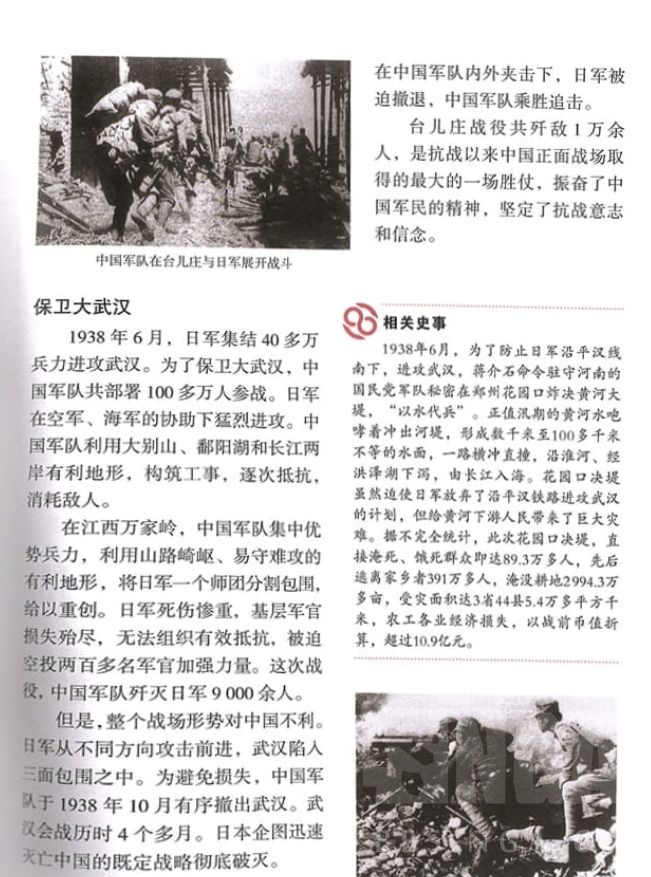 中国军队在台儿庄与日军展开战斗
在中国军队内外夹击下，日军被
迫撤退，中国军队乘胜追击。
台儿庄战役共歼敌 1 万余
人，是抗战以来中国正面战场取
得的最大的一场胜仗，振奋了中
国军民的精神，坚定了抗战意志
和信念。
保卫大武汉
1938 年 6 月，日军集结 40 多万
兵力进攻武汉。为了保卫大武汉，中
国军队共部署 100 多万人参战。日军
在空军、海军的协助下猛烈进攻。中
国军队利用大别山、鄱阳湖和长江两
岸有利地形，构筑工事，逐次抵抗，
消耗敌人。
在江西万家岭，中国军队集中优
势兵力，利用山路崎岖、易守难攻的
有利地形，将日军一个师团分割包围，
给以重创。日军死伤惨重，基层军官
损失殆尽，无法组织有效抵抗，被迫
空投两百多名军官加强力量。这次战
役，中国军队歼灭日军 9 000 余人。
但是，整个战场形势对中国不利。
日军从不同方向攻击前进，武汉陷入
三面包围之中。为避免损失，中国军
队于 1938 年 10 月有序撤出武汉。武
汉会战历时 4 个多月。日本企图迅速
灭亡中国的既定战略彻底破灭。
相关史事
1938年6月，为了防止日军沿平汉线
南下，进攻武汉，蒋介石命令驻守河南的
国民党军队秘密在郑州花园口炸决黄河大
堤，“以水代兵”。正值汛期的黄河水咆
哮着冲出河堤，形成数千米至100多千米
不等的水面，一路横冲直撞，沿淮河、经
洪泽湖下泻，由长江入海。花园口决堤
虽然迫使日军放弃了沿平汉铁路进攻武汉
的计划，但给黄河下游人民带来了巨大灾
难。据不完全统计，此次花园口决堤，直
接淹死、饿死群众即达89.3万多人，先后
逃离家乡者391万多人，淹没耕地2994.3万
多亩，受灾面积达3省44县5.4万多平方千
米，农工各业经济损失，以战前币值折
算，超过10.9亿元。